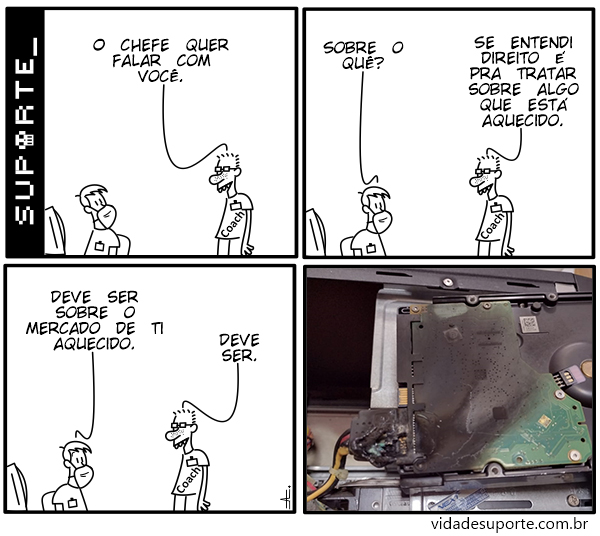 SUPORTE_
O CHEFE QUER
FALAR COM
VOCÊ.
Coach
SOBRE O
QUÊ?
SE ENTENDI
DIREITO É
PRA TRATAR
SOBRE ALGO
QUE ESTÁ
AQUECIDO.
Coach
DEVE SER
SOBRE O
MERCADO DE TI
AQUECIDO.
DEVE
SER.
Coach
vidadesuporte.com.br